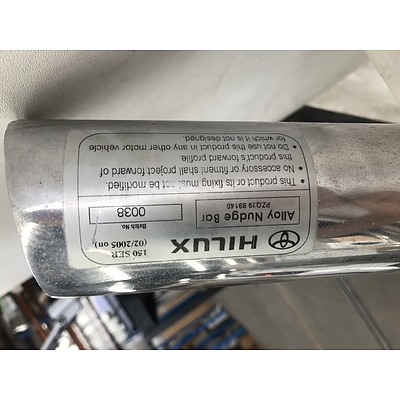 HILUX
150 SER
(02/2005 on)
Alloy Nudge Bar
PZQ28 89140
Batch No.
0038
• This product or its fixing must not be modified.
• No accessory or fitment shall project forward of
this product's forward profile.
• Do not use this product in any other motor vehicle
for which it is not designed.